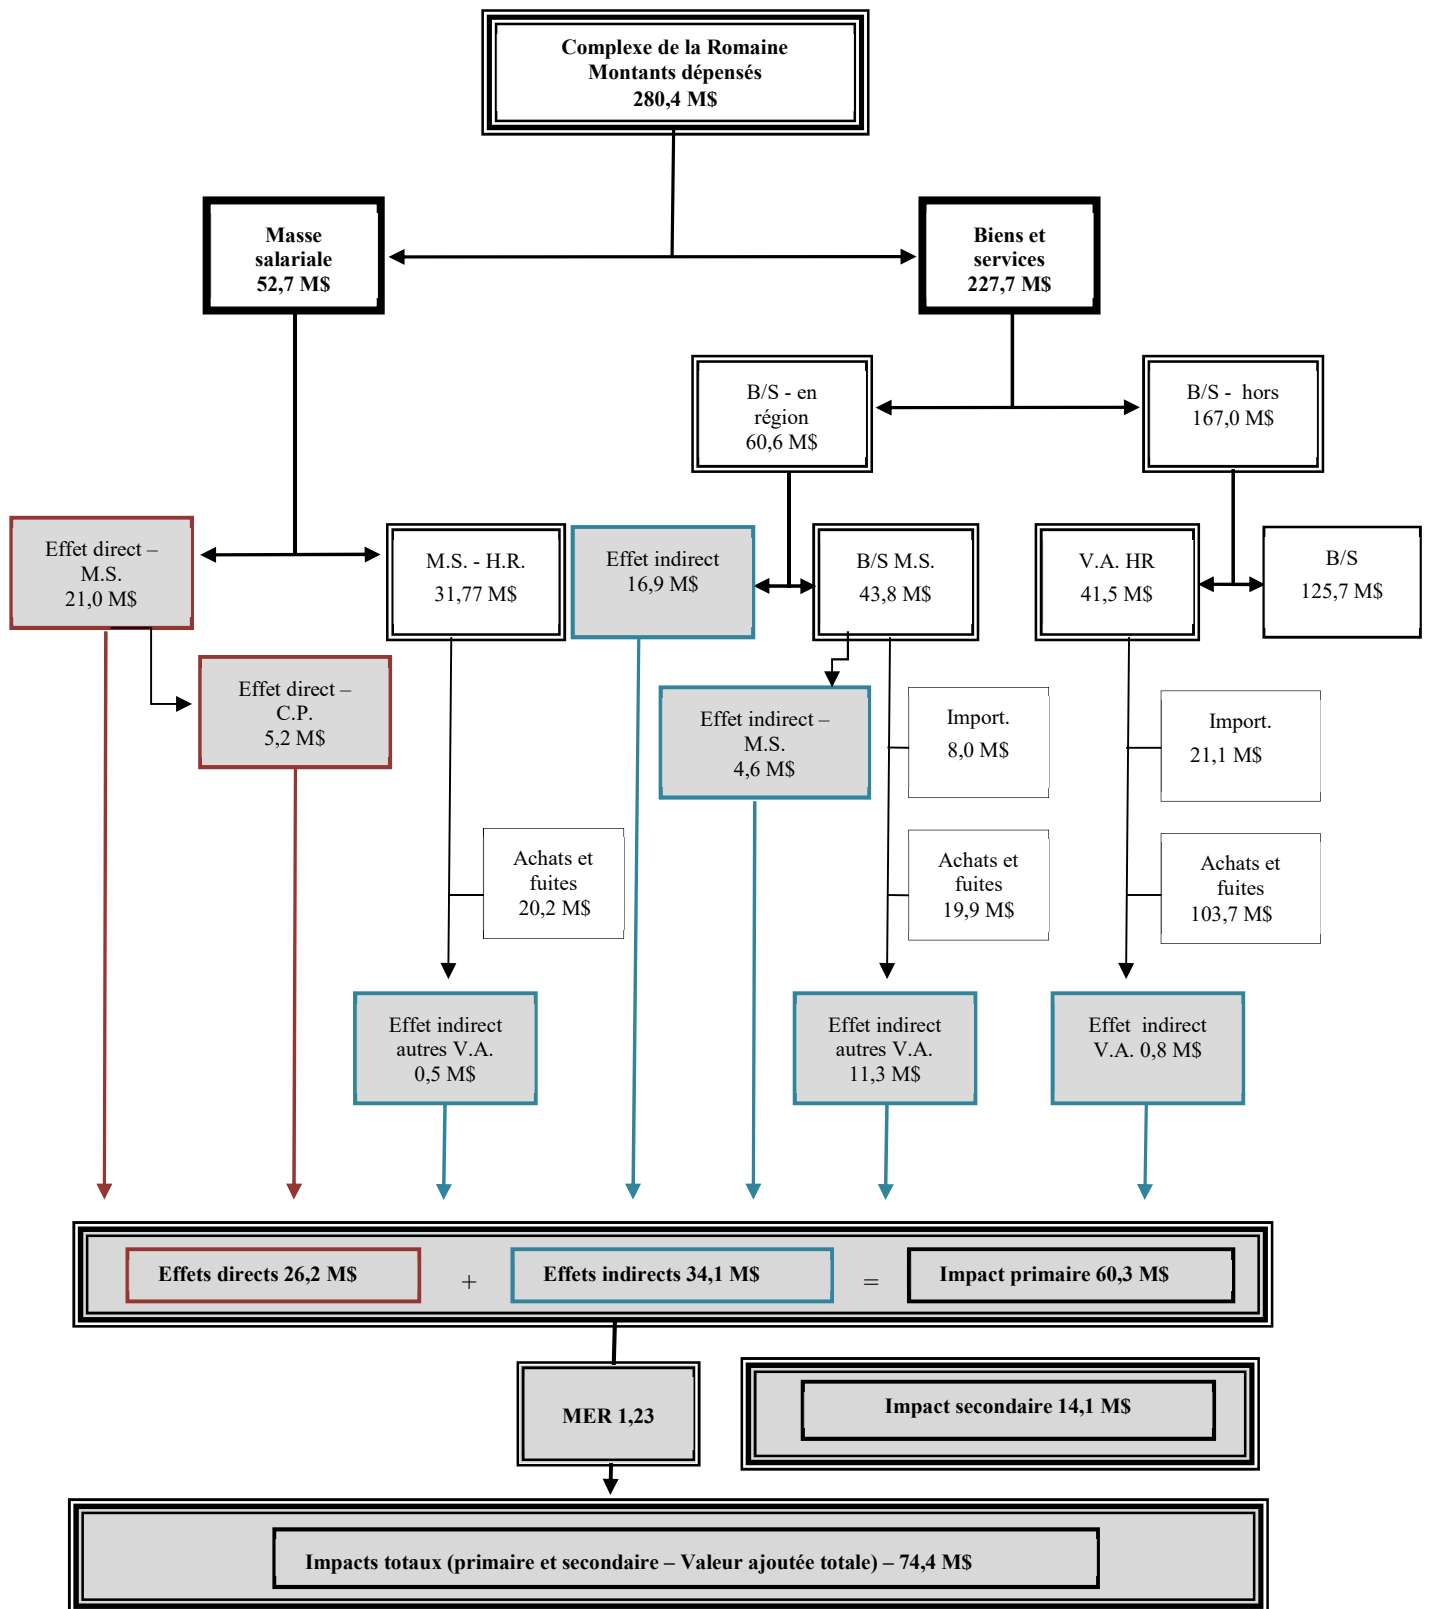 Complexe de la Romaine
Montants dépensés
280,4 M$
Masse
salariale
52,7 M$
Biens et
services
227,7 M$
B/S - en
région
60,6 M$
B/S - hors
167,0 M$
Effet direct –
M.S.
21,0 M$
M.S. - H.R.
31,77 M$
Effet indirect
16,9 M$
B/S M.S.
43,8 M$
V.A. HR
41,5 M$
B/S
125,7 M$
Effet direct –
C.P.
5,2 M$
Effet indirect –
M.S.
4,6 M$
Import.
8,0 M$
Import.
21,1 M$
Achats et
fuites
20,2 M$
Achats et
fuites
19,9 M$
Achats et
fuites
103,7 M$
Effet indirect
autres V.A.
0,5 M$
Effet indirect
autres V.A.
11,3 M$
Effet indirect
V.A. 0,8 M$
Effets directs 26,2 M$
+
Effets indirects 34,1 M$
=
Impact primaire 60,3 M$
MER 1,23
Impact secondaire 14,1 M$
Impacts totaux (primaire et secondaire – Valeur ajoutée totale) – 74,4 M$